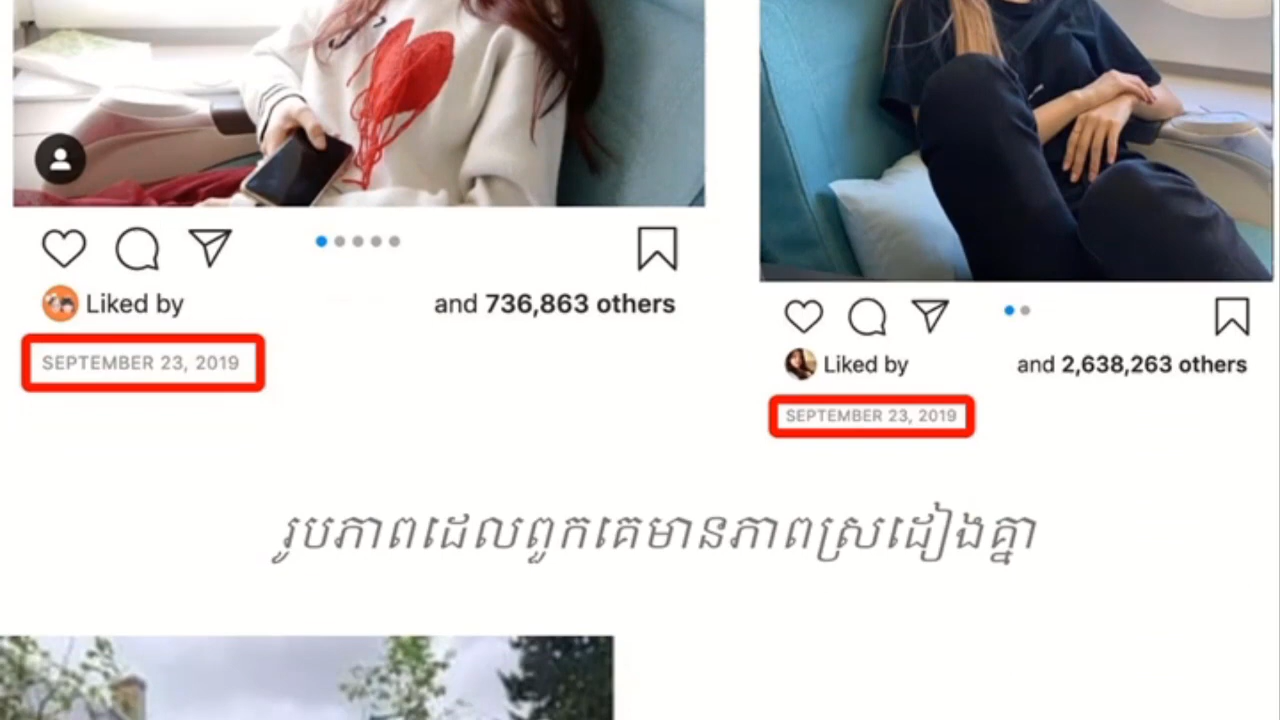 Liked by and 736,863 others
SEPTEMBER 23, 2019
Liked by and 2,638,263 others
SEPTEMBER 23, 2019
រូបភាពដែលពួកគេមានភាពស្រដៀងគ្នា